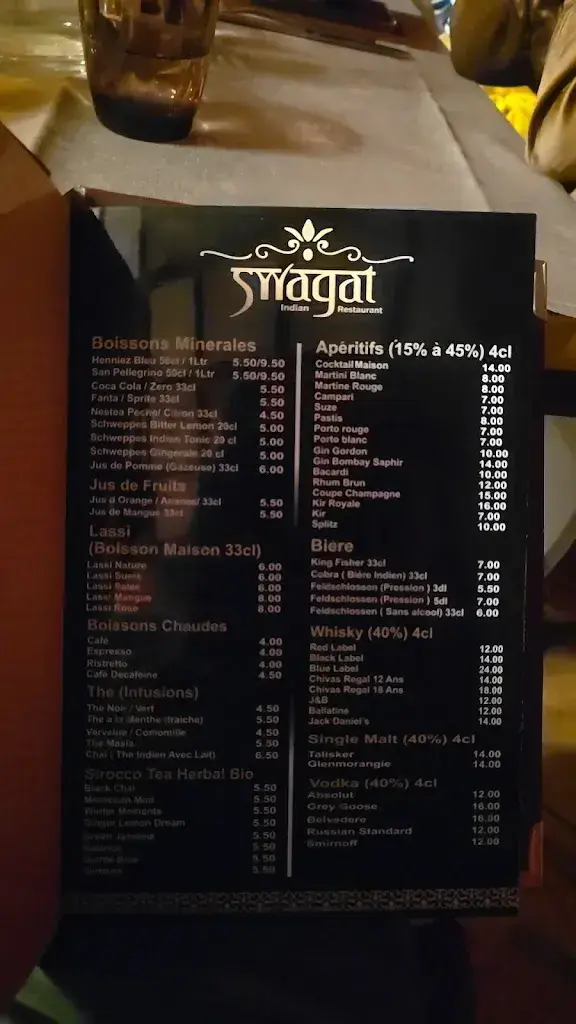 Swagat
Indian Restaurant
Boissons Minerales
Henniez Bleu 50cl / 1Ltr 5.50/9.50
San Pellegrino 50cl / 1Ltr 5.50/9.50
Coca Cola / Zero 33cl 5.50
Fanta / Sprite 33cl 5.50
Nestea Peche/ Citron 33cl 4.50
Schweppes Bitter Lemon 20cl 5.00
Schweppes Indian Tonic 20 cl 5.00
Schweppes Gingerale 20 cl 5.00
Jus de Pomme (Gazeuse) 33cl 6.00
Jus de Fruits
Jus d Orange / Ananas/ 33cl 5.50
Jus de Mangue 33cl 5.50
Lassi
(Boisson Maison 33cl)
Lassi Nature 6.00
Lassi Sucre 6.00
Lassi Salee 6.00
Lassi Mangue 8.00
Lassi Rose 8.00
Boissons Chaudes
Café 4.00
Espresso 4.00
Ristretto 4.00
Café Decafeine 4.50
The (Infusions)
The Noir / Vert 4.50
The a la Menthe (fraiche) 5.50
Verveine / Comomille 4.50
The Masla 5.50
Chai ( The Indien Avec Lait) 6.50
Sirocco Tea Herbal Bio
Black Chai 5.50
Moroccan Mint 5.50
Winter Moments 5.50
Ginger Lemon Dream 5.50
Green Jasmine 5.50
5.50
5.50
5.50
Apéritifs (15% à 45%) 4cl
Cocktail Maison 14.00
Martini Blanc 8.00
Martine Rouge 8.00
Campari 7.00
Suze 7.00
Pastis 8.00
Porto rouge 7.00
Porto blanc 7.00
Gin Gordon 10.00
Gin Bombay Saphir 14.00
Bacardi 10.00
Rhum Brun 12.00
Coupe Champagne 15.00
Kir Royale 16.00
Kir 7.00
Splitz 10.00
Biere
King Fisher 33cl 7.00
Cobra ( Biére Indien) 33cl 7.00
Feldschlossen (Pression ) 3dl 5.50
Feldschlossen (Pression ) 5dl 7.00
Feldschlossen ( Sans alcool) 33cl 6.00
Whisky (40%) 4cl
Red Label 12.00
Black Label 14.00
Blue Label 24.00
Chivas Regal 12 Ans 14.00
Chivas Regal 18 Ans 18.00
J&B 12.00
Ballatine 12.00
Jack Daniel's 14.00
Single Malt (40%) 4cl
Talisker 14.00
Glenmorangie 14.00
Vodka (40%) 4cl
Absolut 12.00
Grey Goose 16.00
Belvedere 16.00
Russian Standard 12.00
Smirnoff 12.00